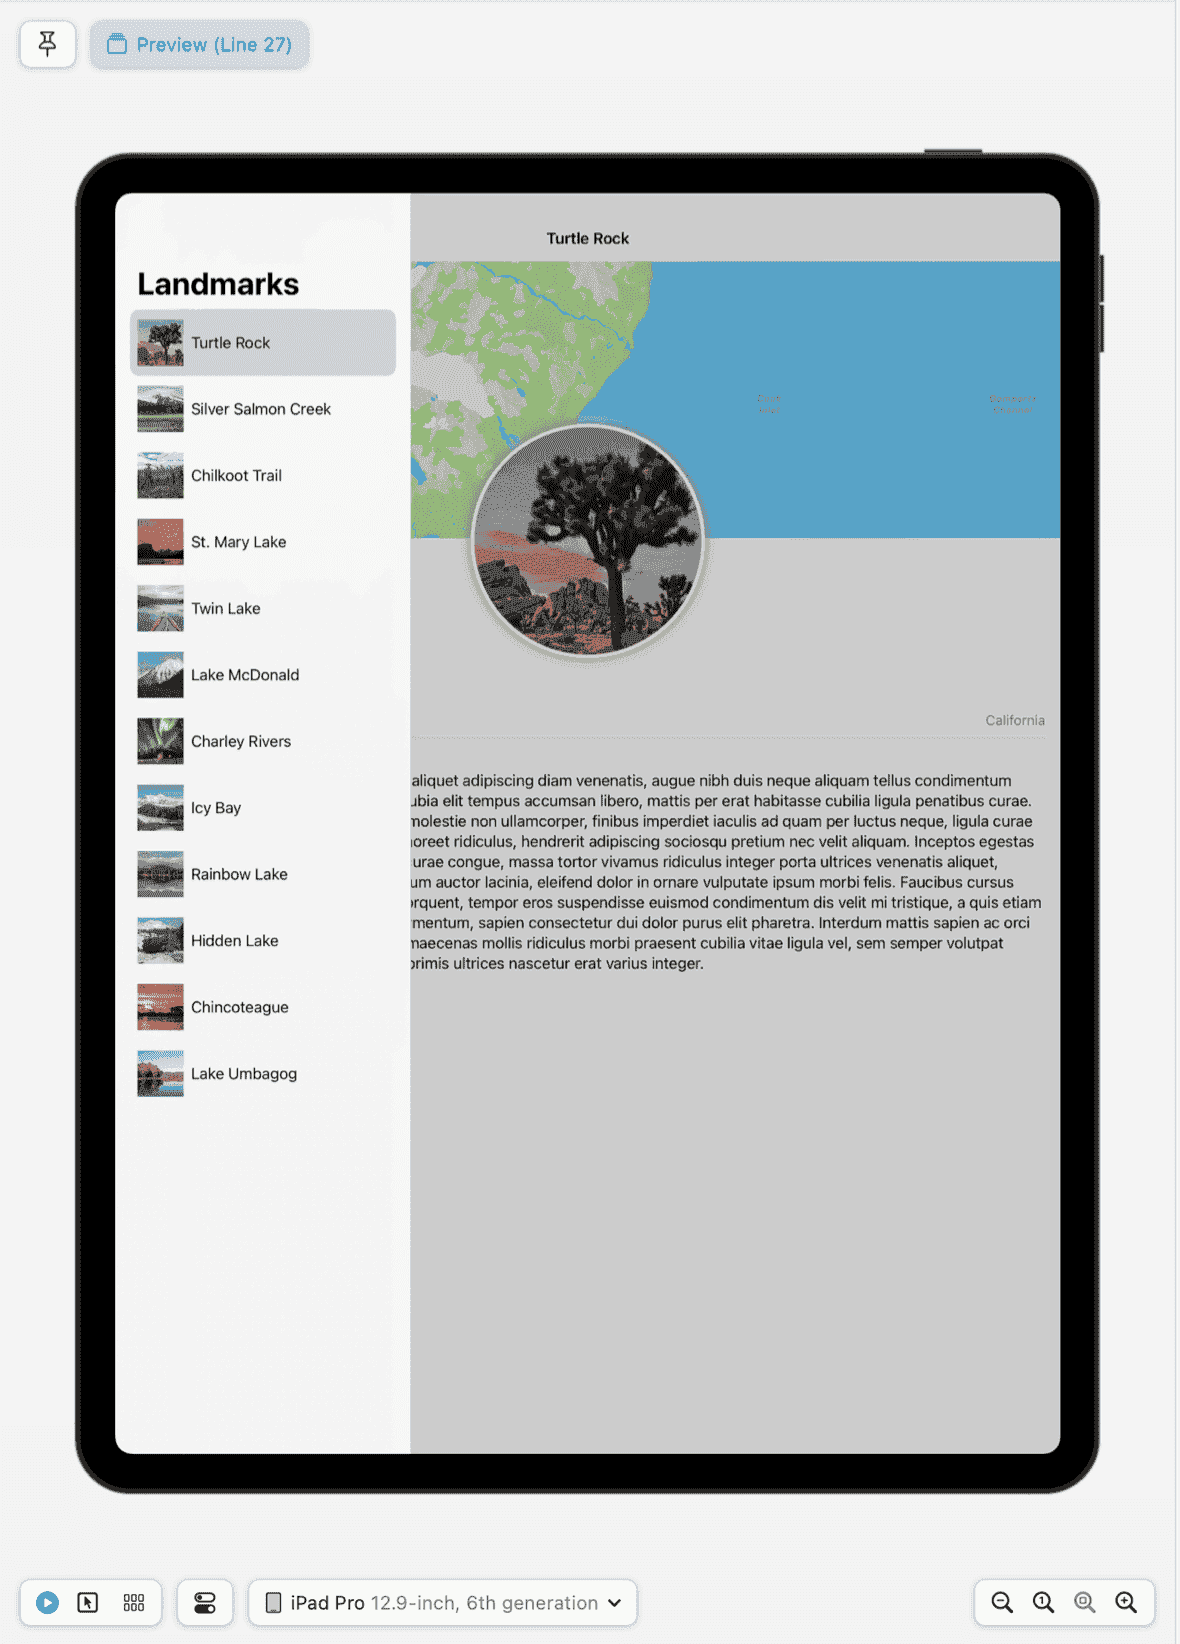 Preview (Line 27)
Turtle Rock
Landmarks
Turtle Rock
Silver Salmon Creek
Chilkoot Trail
St. Mary Lake
Twin Lake
Lake McDonald
Charley Rivers
Icy Bay
Rainbow Lake
Hidden Lake
Chincoteague
Lake Umbagog
California
aliquet adipiscing diam venenatis, augue nibh duis neque aliquam tellus condimentum
ubia elit tempus accumsan libero, mattis per erat habitasse cubilia ligula penatibus curae.
molestie non ullamcorper, finibus imperdiet iaculis ad quam per luctus neque, ligula curae
oreet ridiculus, hendrerit adipiscing sociosqu pretium nec velit aliquam. Inceptos egestas
urae congue, massa tortor vivamus ridiculus integer porta ultrices venenatis aliquet,
um auctor lacinia, eleifend dolor in ornare vulputate ipsum morbi felis. Faucibus cursus
orquent, tempor eros suspendisse euismod condimentum dis velit mi tristique, a quis etiam
mentum, sapien consectetur dui dolor purus elit pharetra. Interdum mattis sapien ac orci
maecenas mollis ridiculus morbi praesent cubilia vitae ligula vel, sem semper volutpat
primis ultrices nascetur erat varius integer.
iPad Pro 12.9-inch, 6th generation